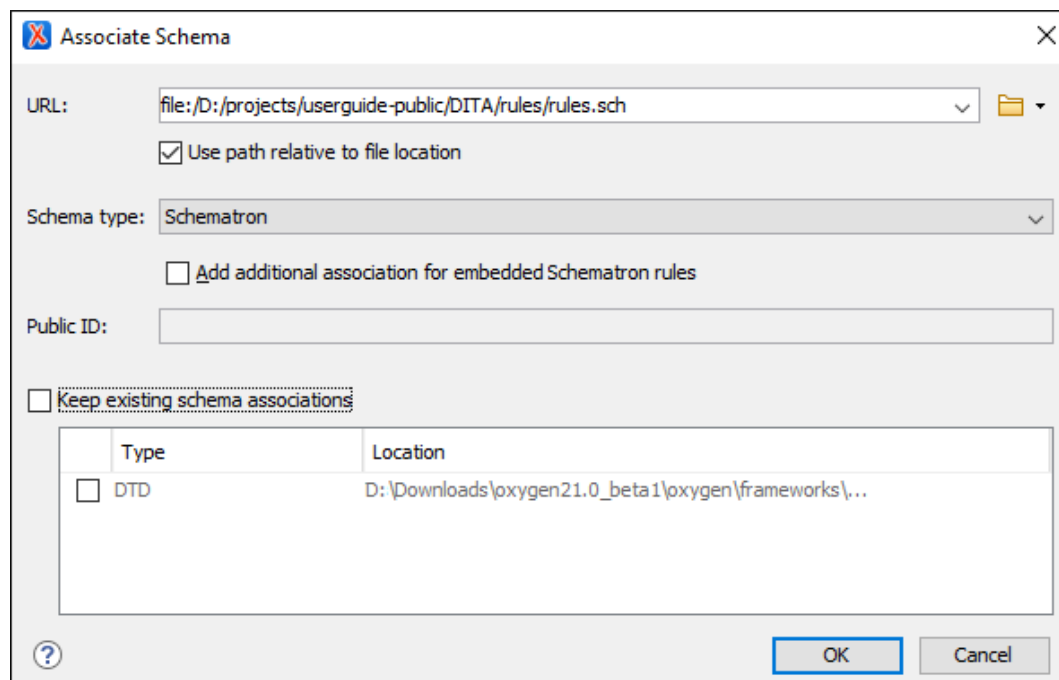 Associate Schema
URL: file:/D:/projects/userguide-public/DITA/rules/rules.sch
Use path relative to file location
Schema type: Schematron
Add additional association for embedded Schematron rules
Public ID:
Keep existing schema associations
Type Location
DTD D:\Downloads\oxygen21.0_beta1\oxygen\frameworks\...
? OK Cancel